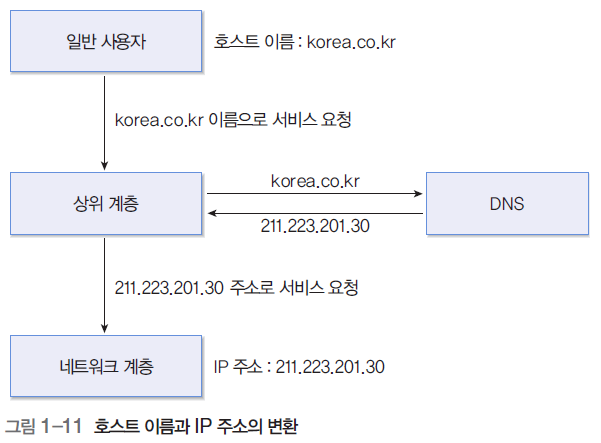 일반 사용자
호스트 이름 : korea.co.kr
korea.co.kr 이름으로 서비스 요청
상위 계층
korea.co.kr
211.223.201.30
DNS
211.223.201.30 주소로 서비스 요청
네트워크 계층
IP 주소 : 211.223.201.30
그림 1-11 호스트 이름과 IP 주소의 변환